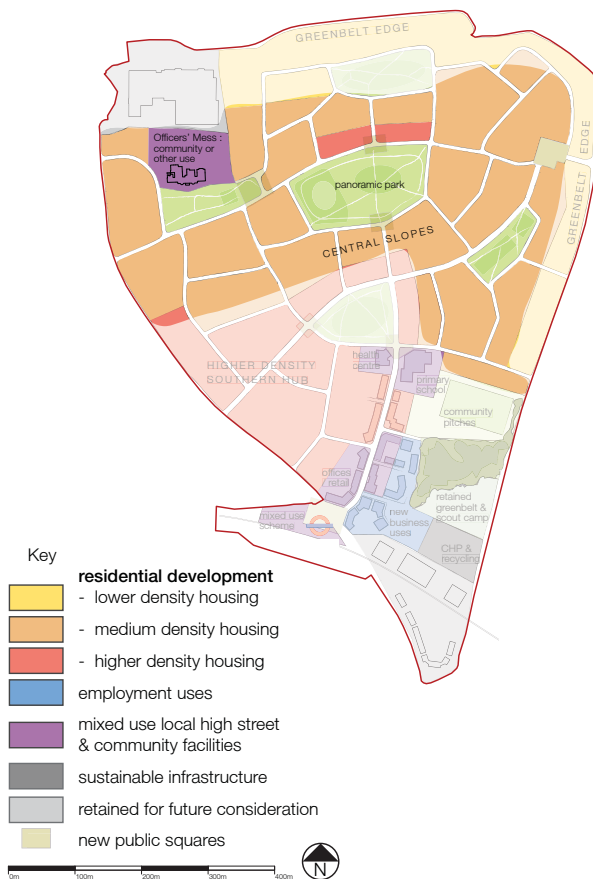 GREENBELT EDGE
Officers' Mess :
community or
other use
GREENBELT EDGE
panoramic park
CENTRAL SLOPES
HIGHER DENSITY
SOUTHERN HUB
health
centre
primary
school
community
pitches
offices
/ retail
retained
greenbelt &
scout camp
mixed use
scheme
new
business
uses
CHP &
recycling
Key
residential development
- lower density housing
- medium density housing
- higher density housing
employment uses
mixed use local high street
& community facilities
sustainable infrastructure
retained for future consideration
new public squares
0m 100m 200m 300m 400m
N